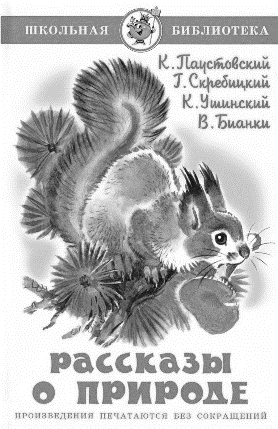 ШКОЛЬНАЯ БИБЛИОТЕКА
К. Паустовский
Г. Скребицкий
К. Ушинский
В. Бианки
РАССКАЗЫ
О ПРИРОДЕ
ПРОИЗВЕДЕНИЯ ПЕЧАТАЮТСЯ БЕЗ СОКРАЩЕНИЙ